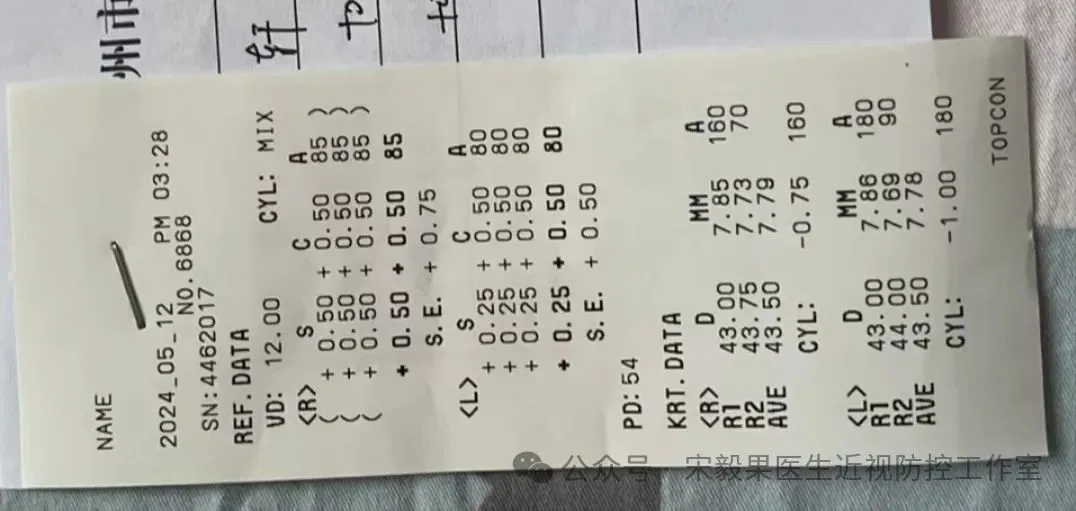 州市
轩
NAME
2024_05_12 PM 03:28
NO.6868
SN:4462017
REF.DATA
VD: 12.00 CYL: MIX
<R> S C A
( + 0.50 + 0.50 85 )
( + 0.50 + 0.50 85 )
( + 0.50 + 0.50 85 )
+ 0.50 + 0.50 85
S.E. + 0.75
<L> S C A
+ 0.25 + 0.50 80
+ 0.25 + 0.50 80
+ 0.25 + 0.50 80
+ 0.25 + 0.50 80
S.E. + 0.50
PD: 54
KRT.DATA
<R> D MM A
R1 43.00 7.85 160
R2 43.75 7.73 70
AVE 43.50 7.79
CYL: -0.75 160
<L> D MM A
R1 43.00 7.86 180
R2 44.00 7.69 90
AVE 43.50 7.78
CYL: -1.00 180
TOPCON
公众号 · 宋毅果医生近视防控工作室